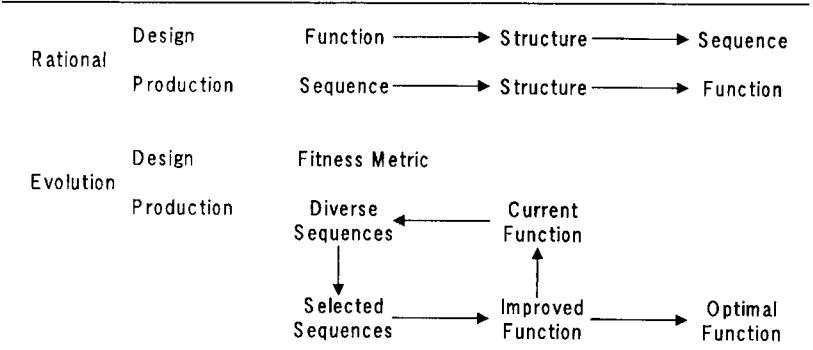 Rational
Design Function Structure Sequence
Production Sequence Structure Function
Evolution
Design Fitness Metric
Production Diverse Current
Sequences Function
Selected Improved Optimal
Sequences Function Function